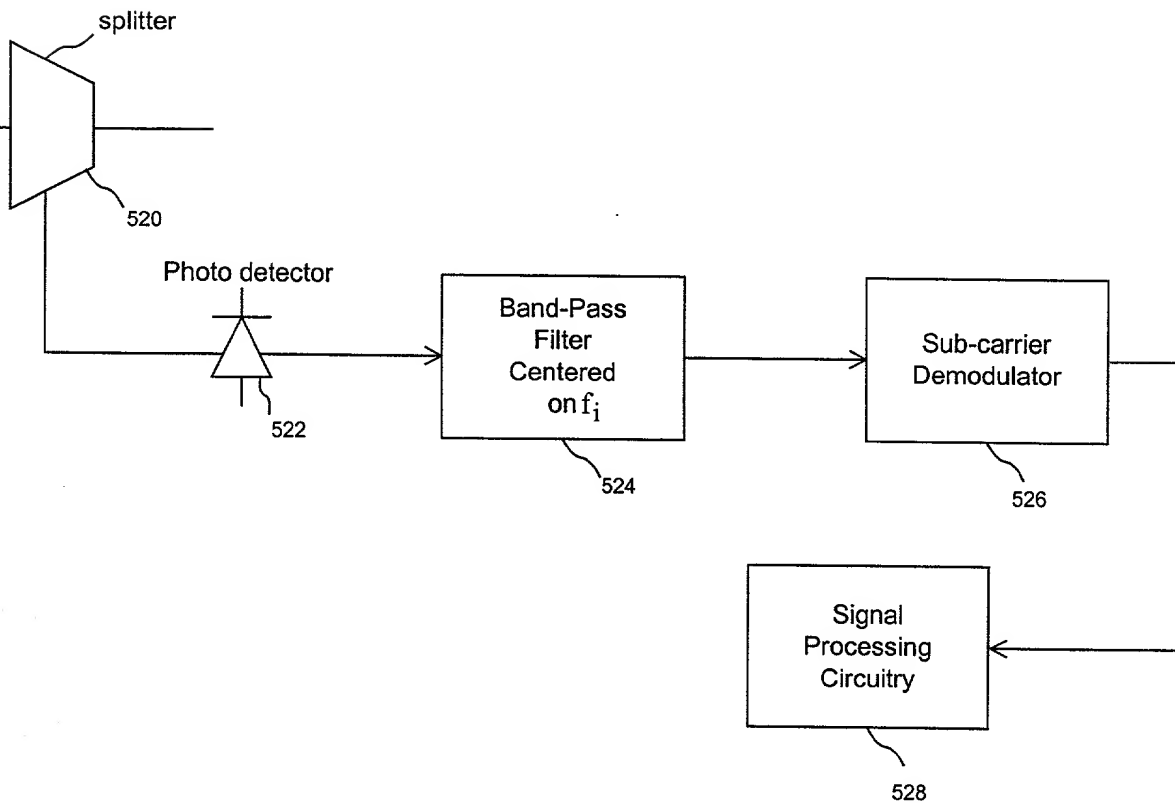 splitter
520
Photo detector
522
Band-Pass
Filter
Centered
on fi
524
Sub-carrier
Demodulator
526
Signal
Processing
Circuitry
528